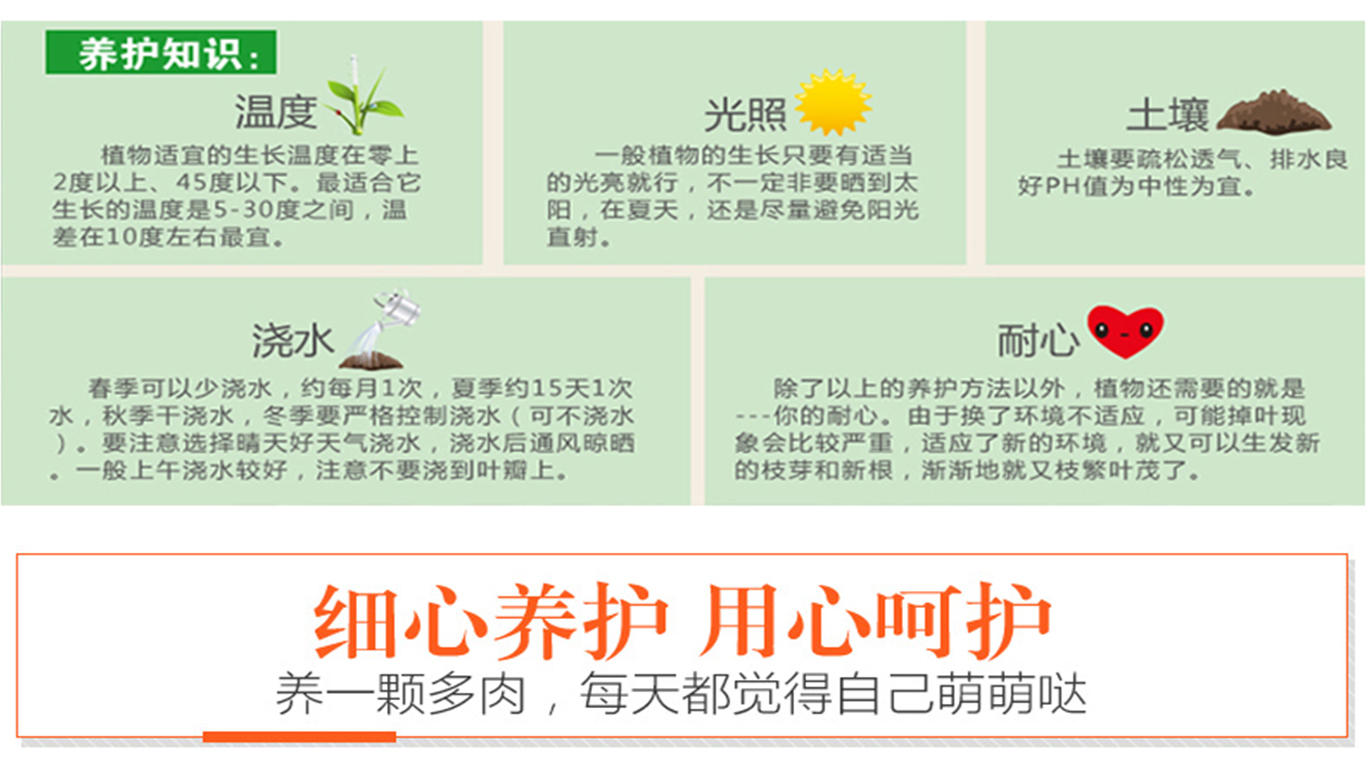 养护知识：
温度
植物适宜的生长温度在零上
2度以上、45度以下。最适合它
生长的温度是5-30度之间，温
差在10度左右最宜。
光照
一般植物的生长只要有适当
的光亮就行，不一定非要晒到太
阳，在夏天，还是尽量避免阳光
直射。
土壤
土壤要疏松透气、排水良
好PH值为中性为宜。
浇水
春季可以少浇水，约每月1次，夏季约15天1次
水，秋季干浇水，冬季要严格控制浇水（可不浇水
）。要注意选择晴天好天气浇水，浇水后通风晾晒
。一般上午浇水较好，注意不要浇到叶瓣上。
耐心
除了以上的养护方法以外，植物还需要的就是
---你的耐心。由于换了环境不适应，可能掉叶现
象会比较严重，适应了新的环境，就又可以生发新
的枝芽和新根，渐渐地就又枝繁叶茂了。
细心养护 用心呵护
养一颗多肉，每天都觉得自己萌萌哒